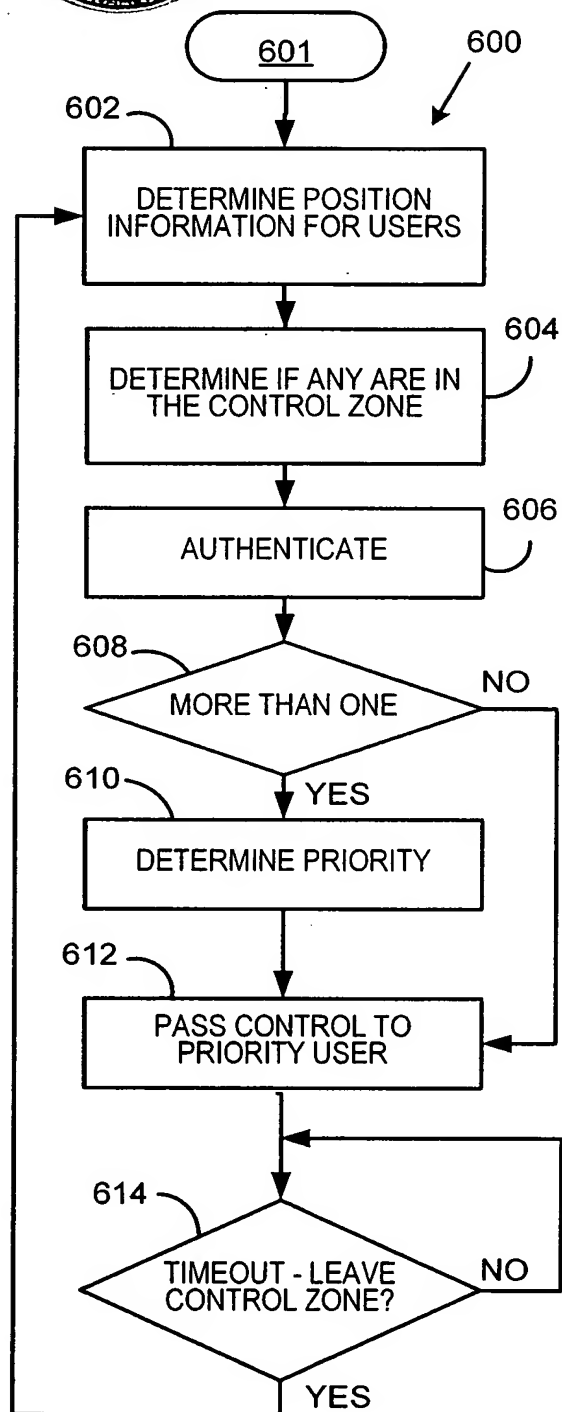 601
600
602
DETERMINE POSITION
INFORMATION FOR USERS
604
DETERMINE IF ANY ARE IN
THE CONTROL ZONE
606
AUTHENTICATE
608
MORE THAN ONE
NO
YES
610
DETERMINE PRIORITY
612
PASS CONTROL TO
PRIORITY USER
614
TIMEOUT - LEAVE
CONTROL ZONE?
NO
YES